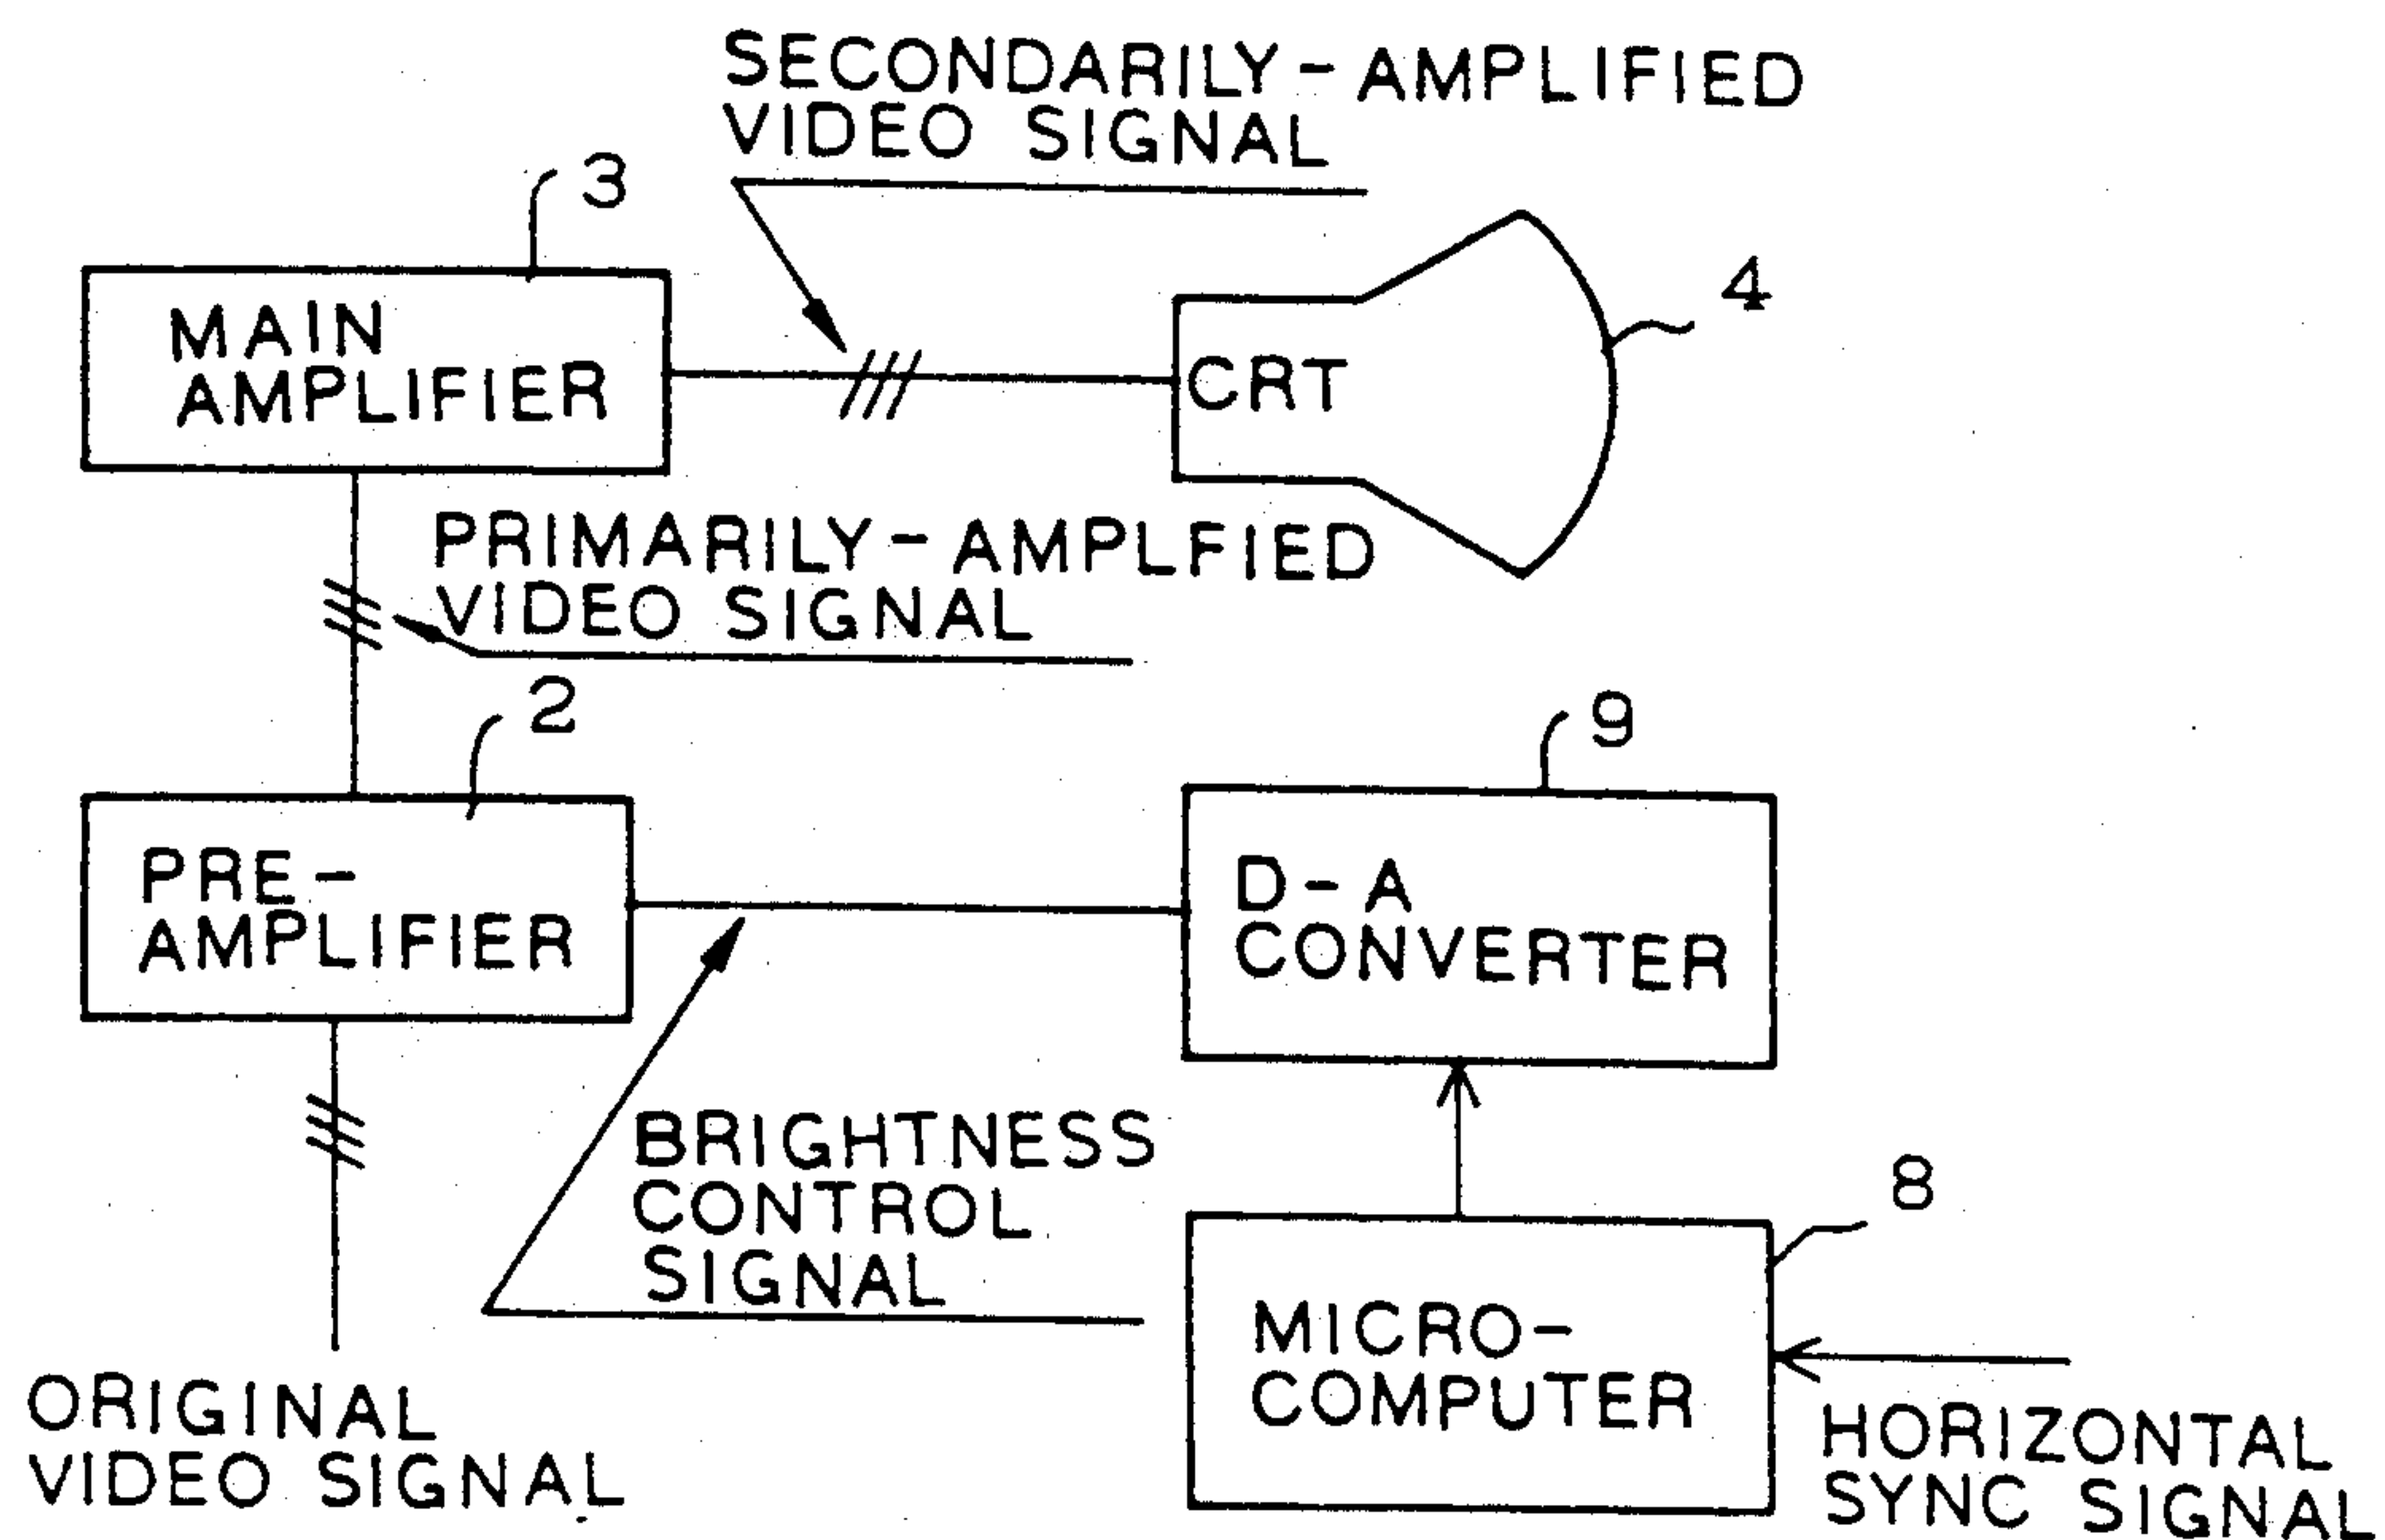 SECONDARILY-AMPLIFIED
VIDEO SIGNAL
3
4
MAIN
AMPLIFIER
CRT
PRIMARILY-AMPLFIED
VIDEO SIGNAL
2
9
PRE-
AMPLIFIER
D-A
CONVERTER
BRIGHTNESS
CONTROL
SIGNAL
8
MICRO-
COMPUTER
ORIGINAL
VIDEO SIGNAL
HORIZONTAL
SYNC SIGNAL